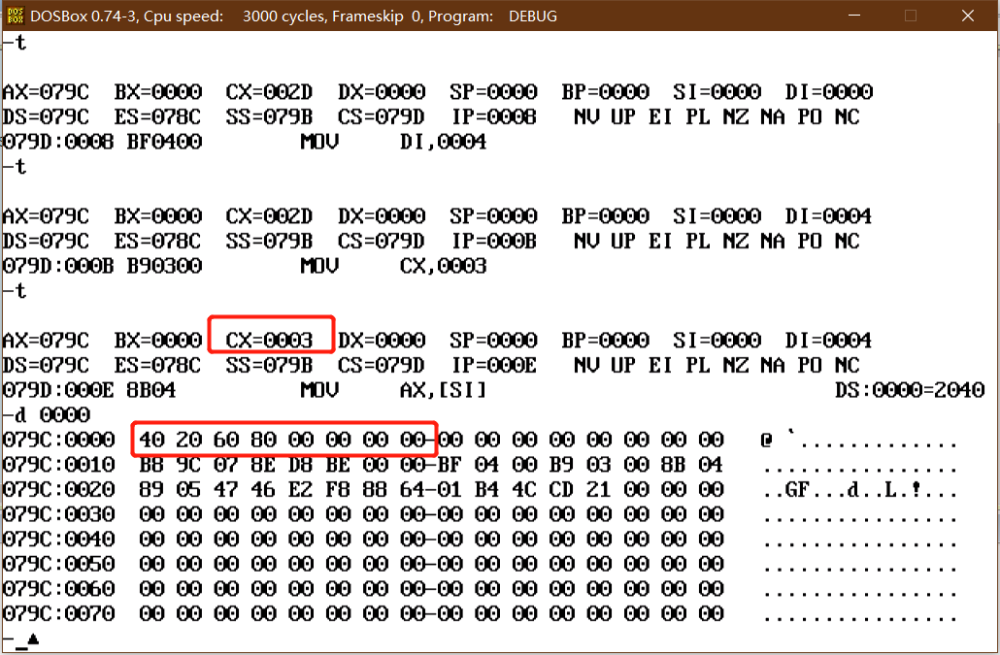 DOSBox 0.74-3, Cpu speed: 3000 cycles, Frameskip 0, Program: DEBUG
-t
AX=079C BX=0000 CX=002D DX=0000 SP=0000 BP=0000 SI=0000 DI=0000
DS=079C ES=078C SS=079B CS=079D IP=0008 NV UP EI PL NZ NA PO NC
079D:0008 BF0400 MOV DI,0004
-t
AX=079C BX=0000 CX=002D DX=0000 SP=0000 BP=0000 SI=0000 DI=0004
DS=079C ES=078C SS=079B CS=079D IP=000B NV UP EI PL NZ NA PO NC
079D:000B B90300 MOV CX,0003
-t
AX=079C BX=0000 CX=0003 DX=0000 SP=0000 BP=0000 SI=0000 DI=0004
DS=079C ES=078C SS=079B CS=079D IP=000E NV UP EI PL NZ NA PO NC
079D:000E 8B04 MOV AX,[SI] DS:0000=2040
-d 0000
079C:0000 40 20 60 80 00 00 00 00-00 00 00 00 00 00 00 00 @ `.............
079C:0010 B8 9C 07 8E D8 BE 00 00-BF 04 00 B9 03 00 8B 04 ................
079C:0020 89 05 47 46 E2 F8 88 64-01 B4 4C CD 21 00 00 00 ..GF...d..L.!...
079C:0030 00 00 00 00 00 00 00 00-00 00 00 00 00 00 00 00 ................
079C:0040 00 00 00 00 00 00 00 00-00 00 00 00 00 00 00 00 ................
079C:0050 00 00 00 00 00 00 00 00-00 00 00 00 00 00 00 00 ................
079C:0060 00 00 00 00 00 00 00 00-00 00 00 00 00 00 00 00 ................
079C:0070 00 00 00 00 00 00 00 00-00 00 00 00 00 00 00 00 ................
-_